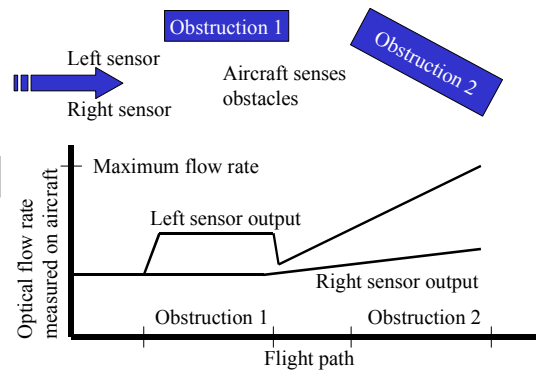 Obstruction 1
Obstruction 2
Left sensor
Right sensor
Aircraft senses
obstacles
Maximum flow rate
Left sensor output
Right sensor output
Optical flow rate
measured on aircraft
Obstruction 1
Obstruction 2
Flight path